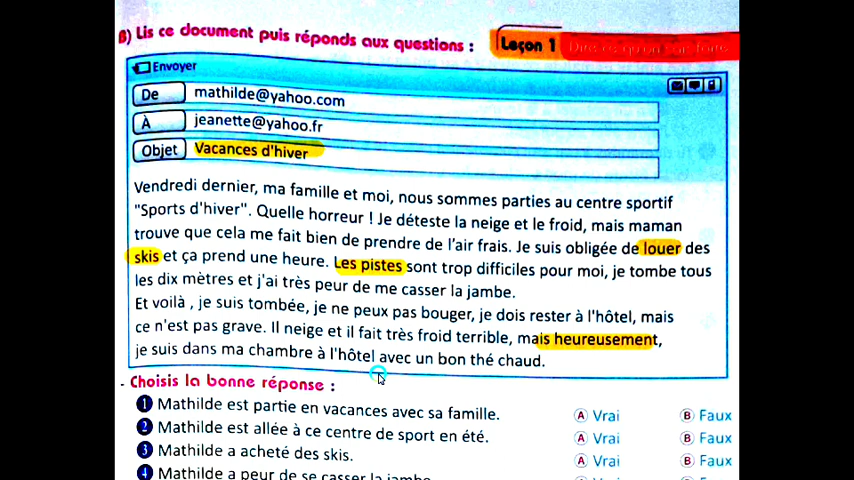 B) Lis ce document puis réponds aux questions :
Leçon 1
Envoyer
De mathilde@yahoo.com
À jeanette@yahoo.fr
Objet Vacances d'hiver
Vendredi dernier, ma famille et moi, nous sommes parties au centre sportif
"Sports d'hiver". Quelle horreur ! Je déteste la neige et le froid, mais maman
trouve que cela me fait bien de prendre de l'air frais. Je suis obligée de louer des
skis et ça prend une heure. Les pistes sont trop difficiles pour moi, je tombe tous
les dix mètres et j'ai très peur de me casser la jambe.
Et voilà , je suis tombée, je ne peux pas bouger, je dois rester à l'hôtel, mais
ce n'est pas grave. Il neige et il fait très froid terrible, mais heureusement,
je suis dans ma chambre à l'hôtel avec un bon thé chaud.
- Choisis la bonne réponse :
1 Mathilde est partie en vacances avec sa famille. A Vrai B Faux
2 Mathilde est allée à ce centre de sport en été. A Vrai B Faux
3 Mathilde a acheté des skis. A Vrai B Faux
4 Mathilde a peur de se casser la jambe